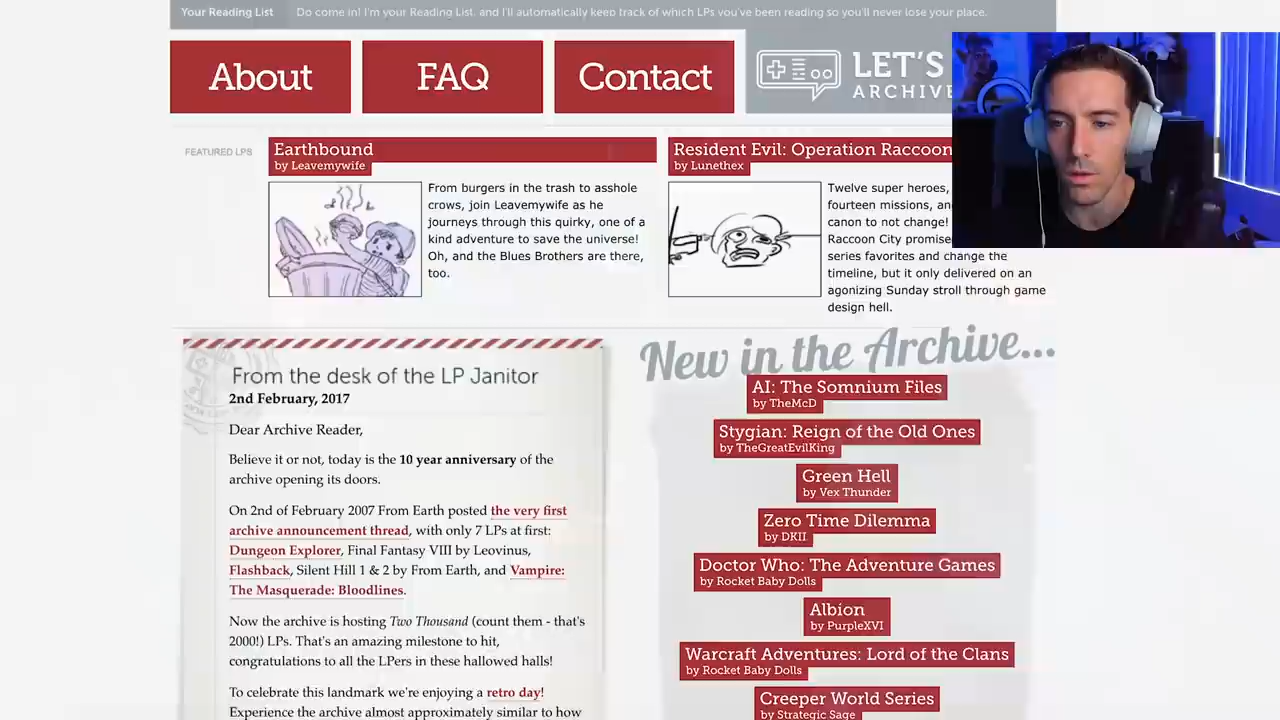 Your Reading List
Do come in! I'm your Reading List, and I'll automatically keep track of which LPs you've been reading so you'll never lose your place.
About
FAQ
Contact
LET'S
ARCHIVE
FEATURED LPS
Earthbound
by Leavemywife
From burgers in the trash to asshole
crows, join Leavemywife as he
journeys through this quirky, one of a
kind adventure to save the universe!
Oh, and the Blues Brothers are there,
too.
Resident Evil: Operation Raccoon
by Lunethex
Twelve super heroes,
fourteen missions, an
canon to not change!
Raccoon City promise
series favorites and change the
timeline, but it only delivered on an
agonizing Sunday stroll through game
design hell.
From the desk of the LP Janitor
2nd February, 2017
Dear Archive Reader,
Believe it or not, today is the 10 year anniversary of the
archive opening its doors.
On 2nd of February 2007 From Earth posted the very first
archive announcement thread, with only 7 LPs at first:
Dungeon Explorer, Final Fantasy VIII by Leovinus,
Flashback, Silent Hill 1 & 2 by From Earth, and Vampire:
The Masquerade: Bloodlines.
Now the archive is hosting Two Thousand (count them - that's
2000!) LPs. That's an amazing milestone to hit,
congratulations to all the LPers in these hallowed halls!
To celebrate this landmark we're enjoying a retro day!
Experience the archive almost approximately similar to how
New in the Archive...
AI: The Somnium Files
by TheMcD
Stygian: Reign of the Old Ones
by TheGreatEvilKing
Green Hell
by Vex Thunder
Zero Time Dilemma
by DKII
Doctor Who: The Adventure Games
by Rocket Baby Dolls
Albion
by PurpleXVI
Warcraft Adventures: Lord of the Clans
by Rocket Baby Dolls
Creeper World Series
by Strategic Sage